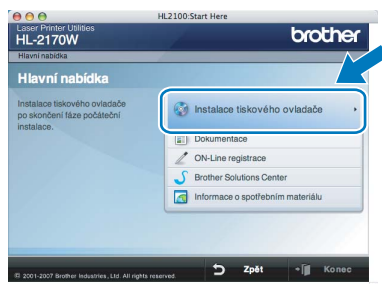 HL2100:Start Here
Laser Printer Utilities
HL-2170W
brother
Hlavní nabídka
Hlavní nabídka
Instalace tiskového ovladače
po skončení fáze počáteční
instalace.
Instalace tiskového ovladače
Dokumentace
ON-Line registrace
Brother Solutions Center
Informace o spotřebním materiálu
© 2001-2007 Brother Industries, Ltd. All rights reserved.
Zpět
Konec